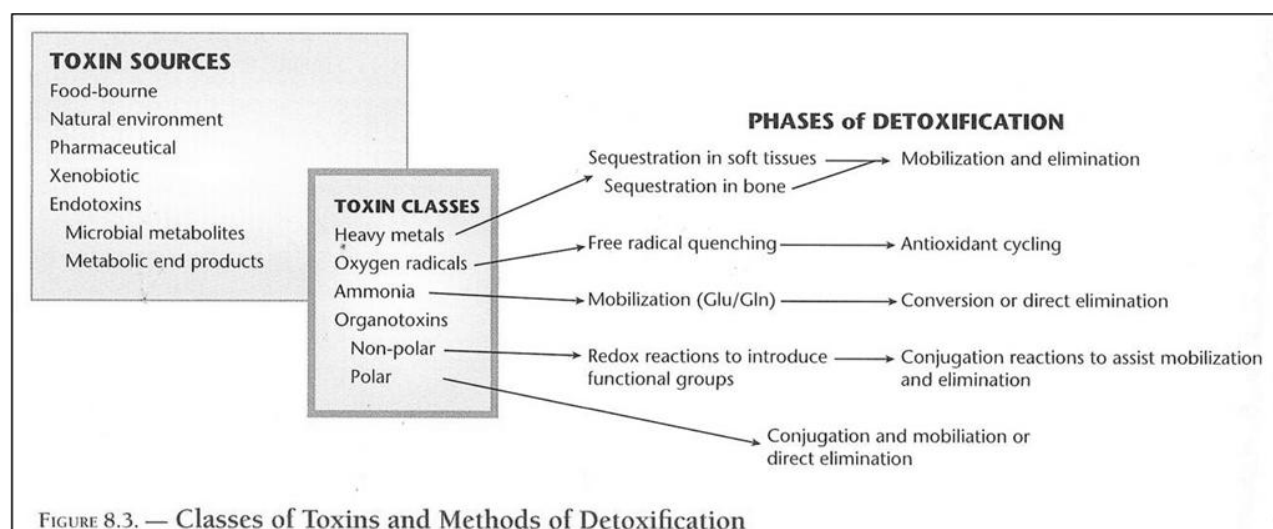 TOXIN SOURCES
Food-bourne
Natural environment
Pharmaceutical
Xenobiotic
Endotoxins
Microbial metabolites
Metabolic end products
TOXIN CLASSES
Heavy metals
Oxygen radicals
Ammonia
Organotoxins
Non-polar
Polar
PHASES of DETOXIFICATION
Sequestration in soft tissues
Sequestration in bone
Mobilization and elimination
Free radical quenching
Antioxidant cycling
Mobilization (Glu/Gln)
Conversion or direct elimination
Redox reactions to introduce
functional groups
Conjugation reactions to assist mobilization
and elimination
Conjugation and mobiliation or
direct elimination
FIGURE 8.3. — Classes of Toxins and Methods of Detoxification